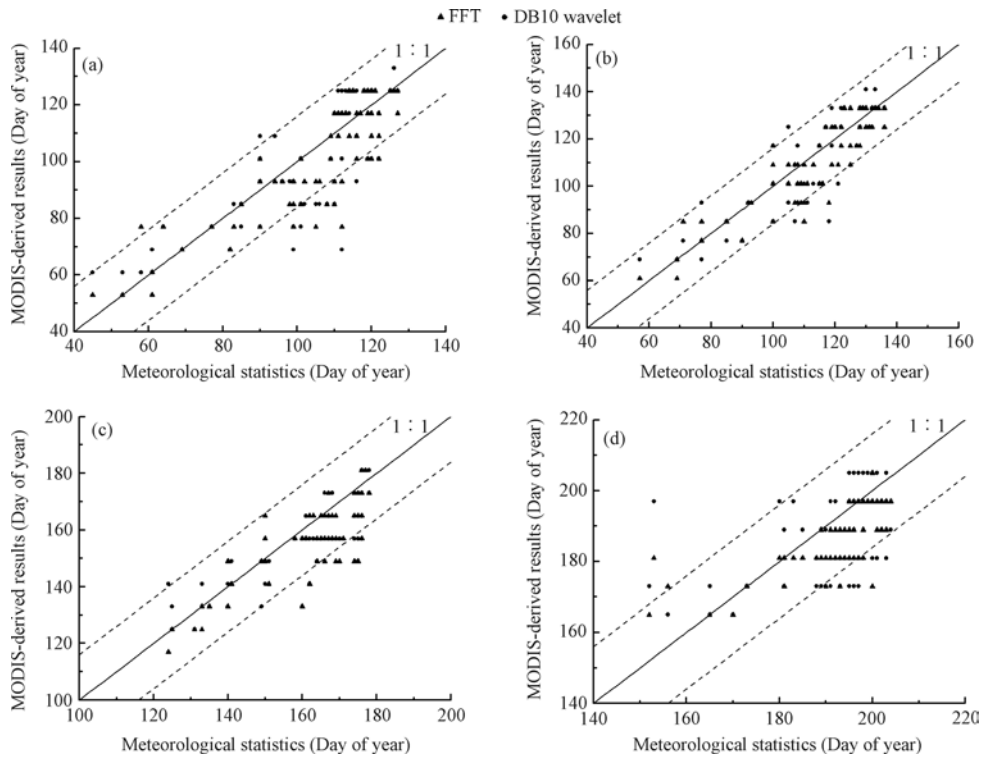 ▲ FFT ● DB10 wavelet
(a)
1 : 1
MODIS-derived results (Day of year)
140
120
100
80
60
40
40 60 80 100 120 140
Meteorological statistics (Day of year)
(b)
1 : 1
MODIS-derived results (Day of year)
160
140
120
100
80
60
40
40 60 80 100 120 140 160
Meteorological statistics (Day of year)
(c)
1 : 1
MODIS-derived results (Day of year)
200
180
160
140
120
100
100 120 140 160 180 200
Meteorological statistics (Day of year)
(d)
1 : 1
MODIS-derived results (Day of year)
220
200
180
160
140
140 160 180 200 220
Meteorological statistics (Day of year)